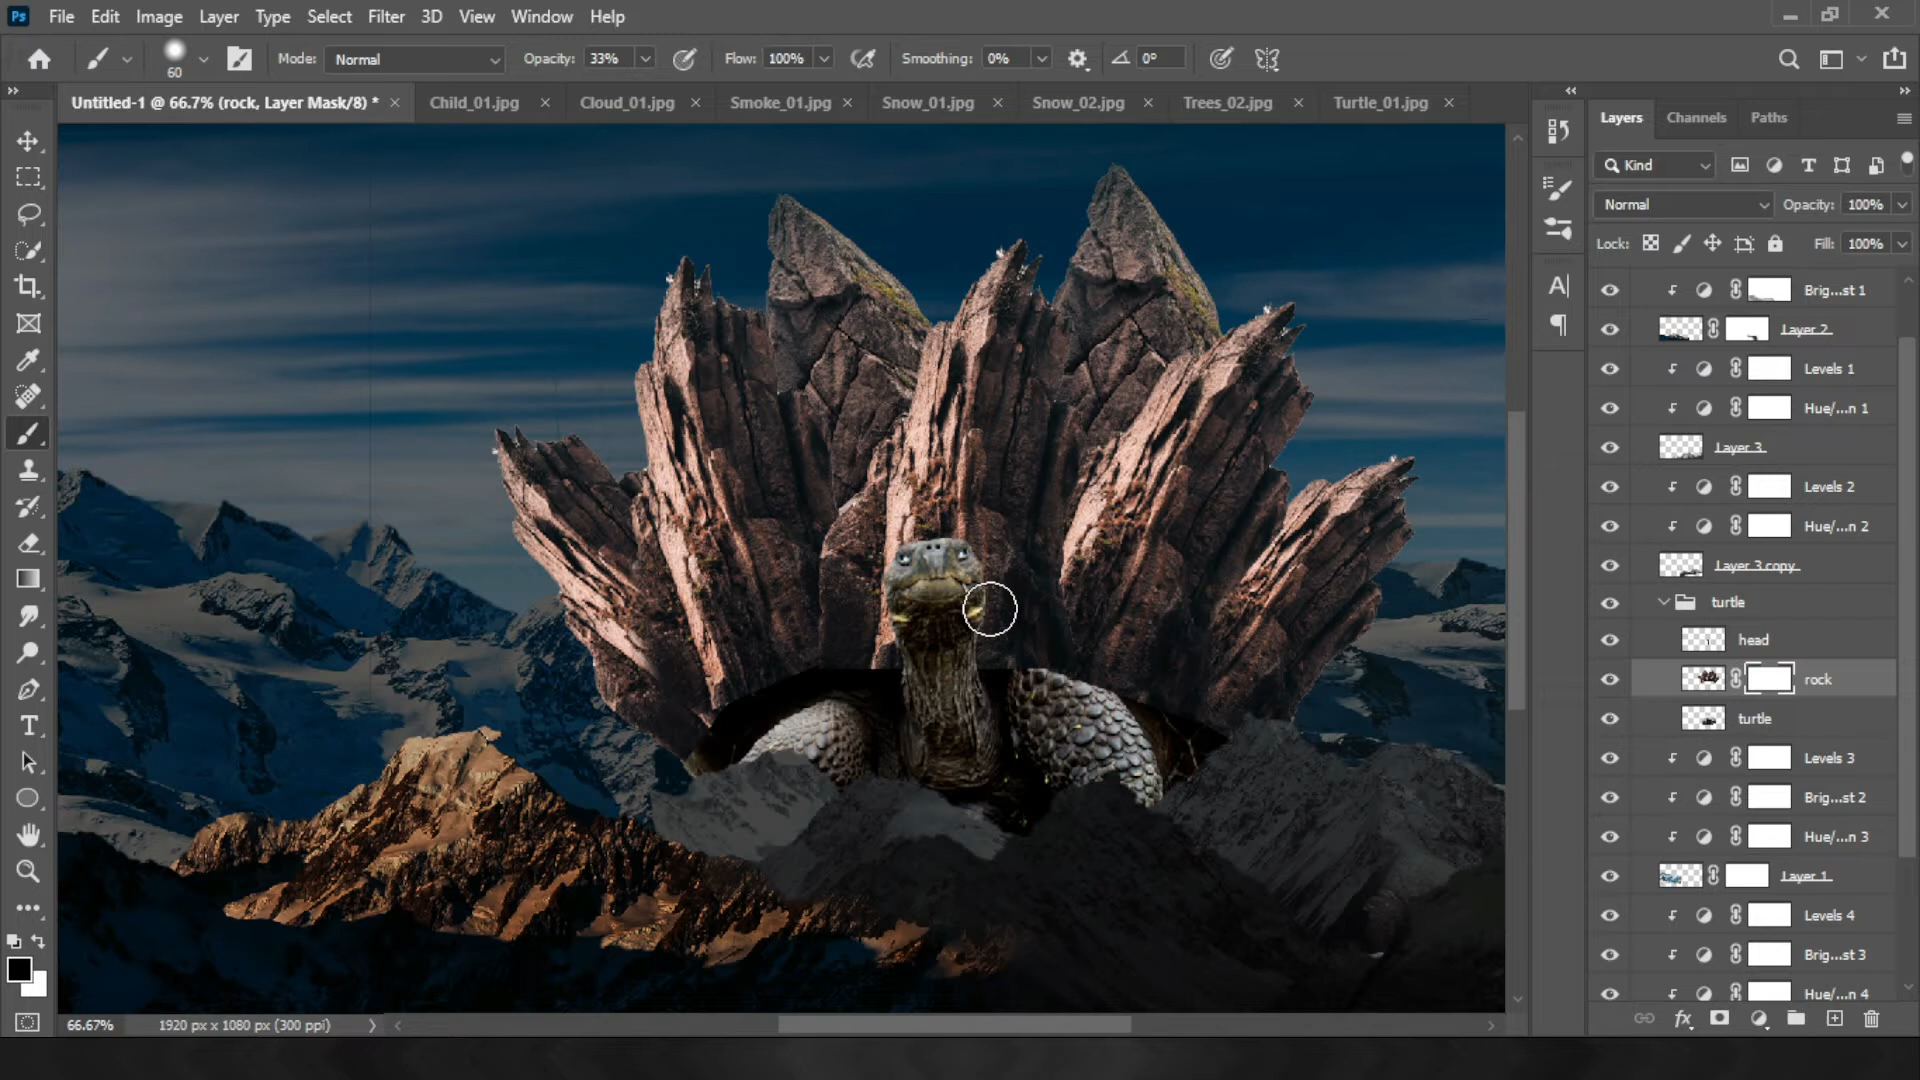 Ps File Edit Image Layer Type Select Filter 3D View Window Help
60 Mode: Normal Opacity: 33% Flow: 100% Smoothing: 0% 0°
Untitled-1 @ 66.7% (rock, Layer Mask/8) * × Child_01.jpg × Cloud_01.jpg × Smoke_01.jpg × Snow_01.jpg × Snow_02.jpg × Trees_02.jpg × Turtle_01.jpg ×
Layers Channels Paths
Kind
Normal Opacity: 100%
Lock: Fill: 100%
Brig...st 1
Layer 2
Levels 1
Hue/...n 1
Layer 3
Levels 2
Hue/...n 2
Layer 3 copy
turtle
head
rock
turtle
Levels 3
Brig...st 2
Hue/...n 3
Layer 1
Levels 4
Brig...st 3
Hue/...n 4
66.67% 1920 px x 1080 px (300 ppi)